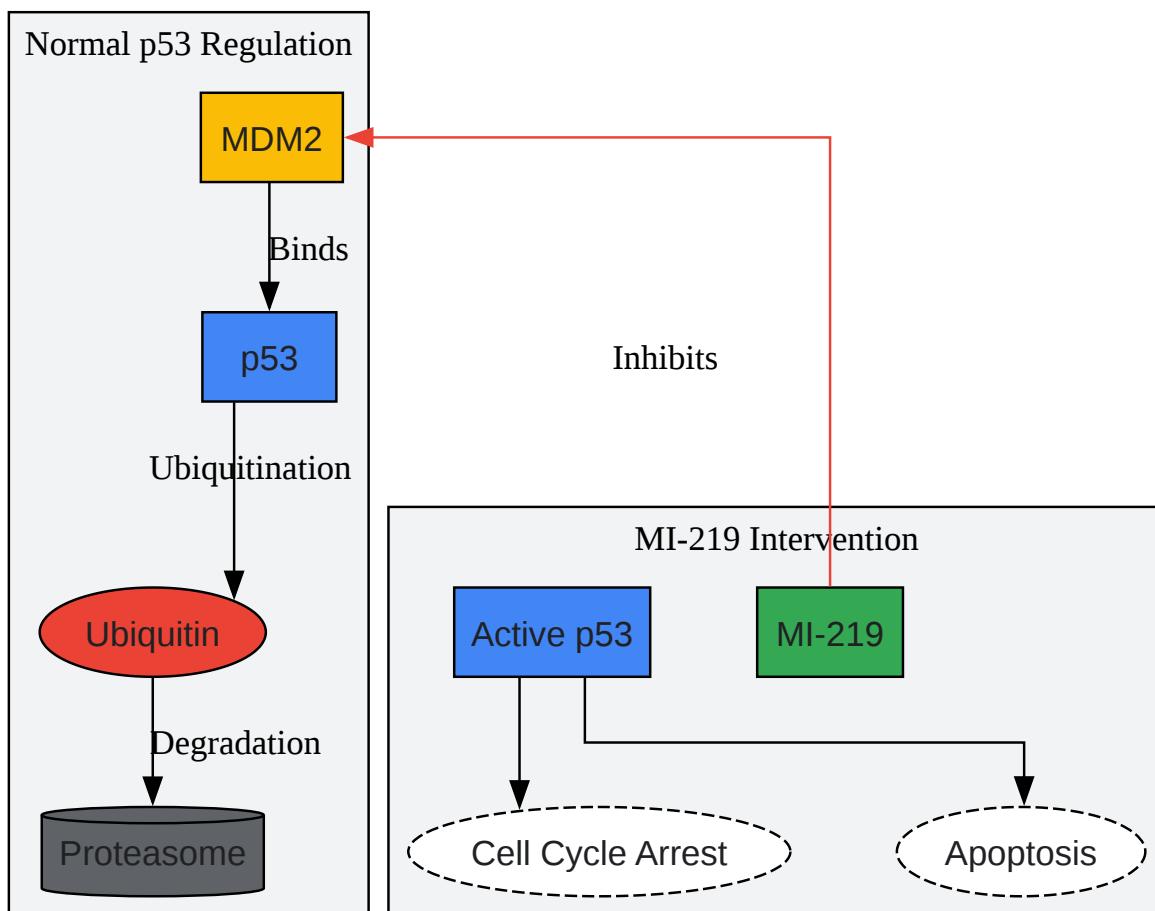 Normal p53 Regulation
MDM2
Binds
p53
Inhibits
Ubiquitination
MI-219 Intervention
Ubiquitin
Active p53
MI-219
Degradation
Proteasome
Cell Cycle Arrest
Apoptosis